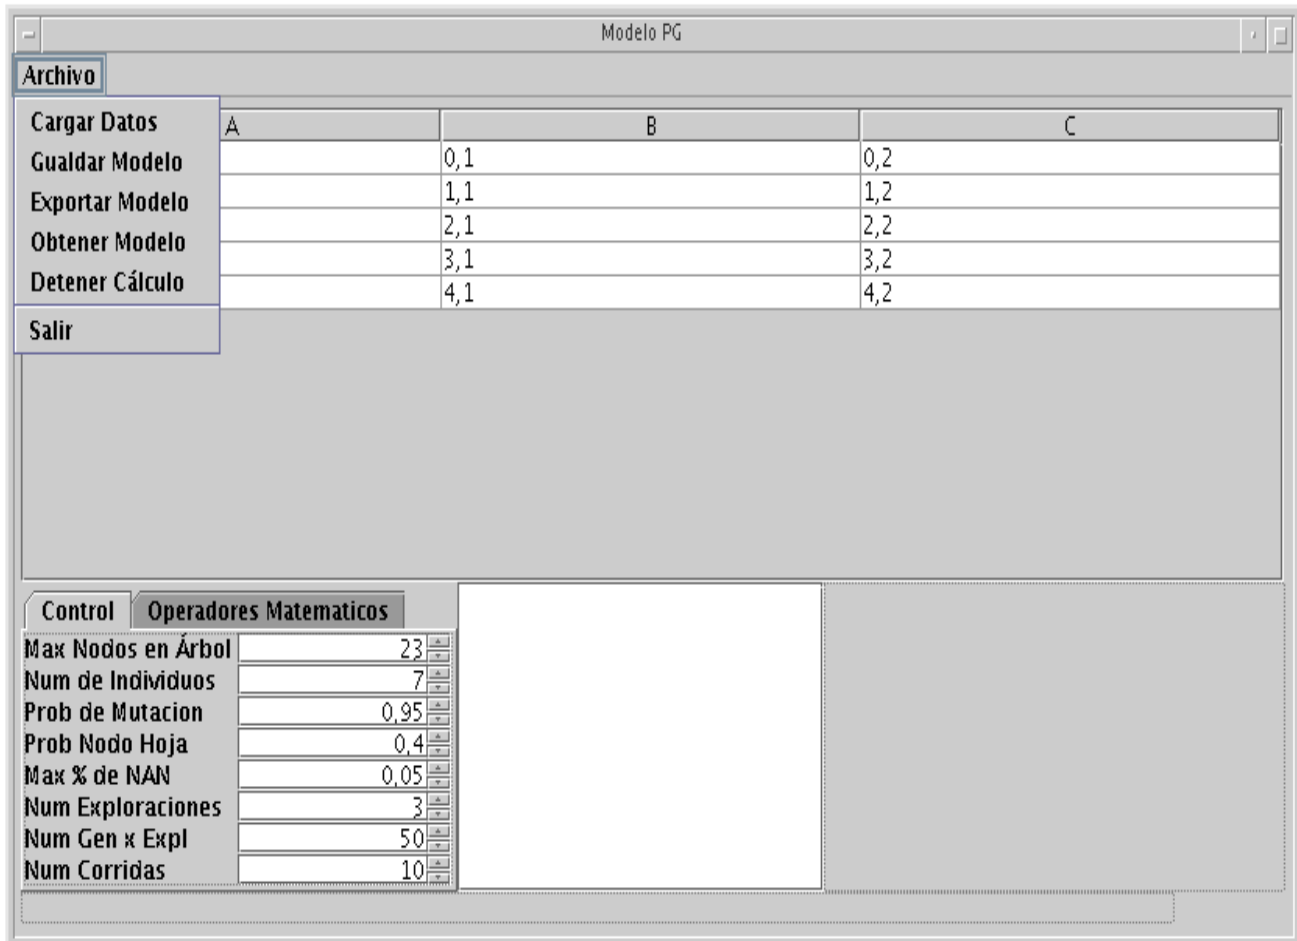 Modelo PG
Archivo
Cargar Datos
Gualdar Modelo
Exportar Modelo
Obtener Modelo
Detener Cálculo
Salir
A B C
0,1 0,2
1,1 1,2
2,1 2,2
3,1 3,2
4,1 4,2
Control Operadores Matematicos
Max Nodos en Árbol 23
Num de Individuos 7
Prob de Mutacion 0,95
Prob Nodo Hoja 0,4
Max % de NAN 0,05
Num Exploraciones 3
Num Gen x Expl 50
Num Corridas 10